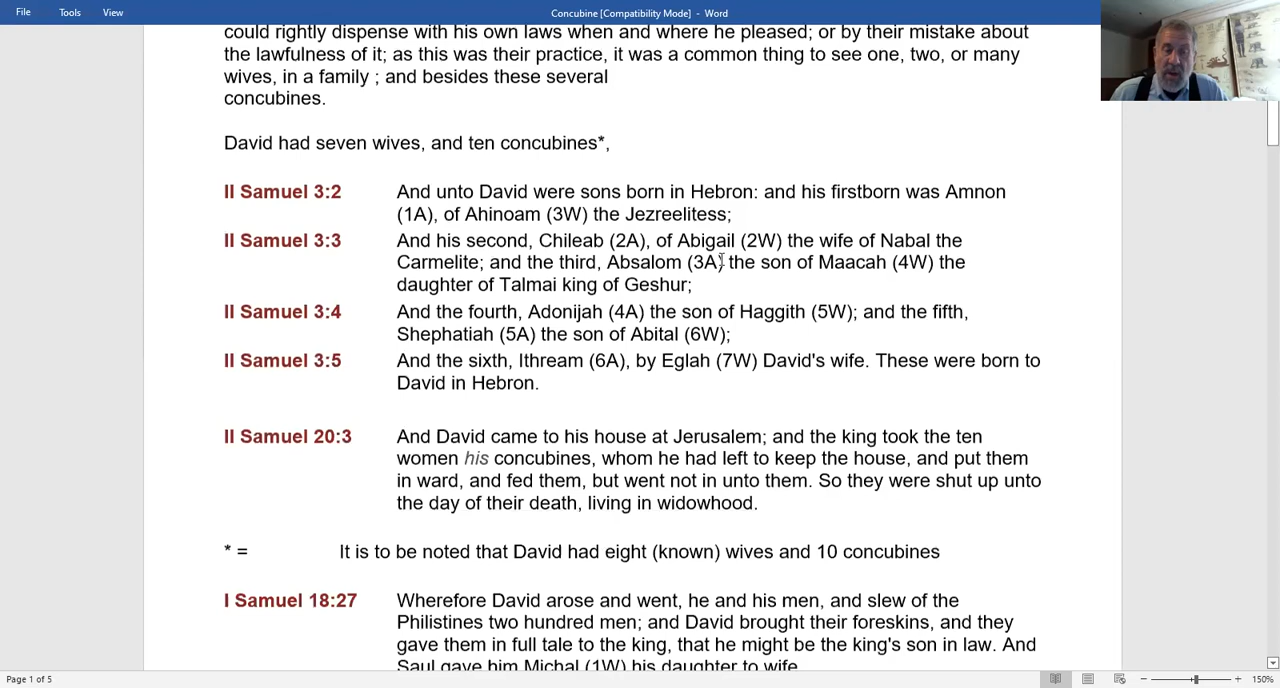 File Tools View Concubine [Compatibility Mode] - Word
could rightly dispense with his own laws when and where he pleased; or by their mistake about
the lawfulness of it; as this was their practice, it was a common thing to see one, two, or many
wives, in a family ; and besides these several
concubines.
David had seven wives, and ten concubines*,
II Samuel 3:2 And unto David were sons born in Hebron: and his firstborn was Amnon
(1A), of Ahinoam (3W) the Jezreelitess;
II Samuel 3:3 And his second, Chileab (2A), of Abigail (2W) the wife of Nabal the
Carmelite; and the third, Absalom (3A) the son of Maacah (4W) the
daughter of Talmai king of Geshur;
II Samuel 3:4 And the fourth, Adonijah (4A) the son of Haggith (5W); and the fifth,
Shephatiah (5A) the son of Abital (6W);
II Samuel 3:5 And the sixth, Ithream (6A), by Eglah (7W) David's wife. These were born to
David in Hebron.
II Samuel 20:3 And David came to his house at Jerusalem; and the king took the ten
women his concubines, whom he had left to keep the house, and put them
in ward, and fed them, but went not in unto them. So they were shut up unto
the day of their death, living in widowhood.
* = It is to be noted that David had eight (known) wives and 10 concubines
I Samuel 18:27 Wherefore David arose and went, he and his men, and slew of the
Philistines two hundred men; and David brought their foreskins, and they
gave them in full tale to the king, that he might be the king's son in law. And
Saul gave him Michal (1W) his daughter to wife
Page 1 of 5 150%